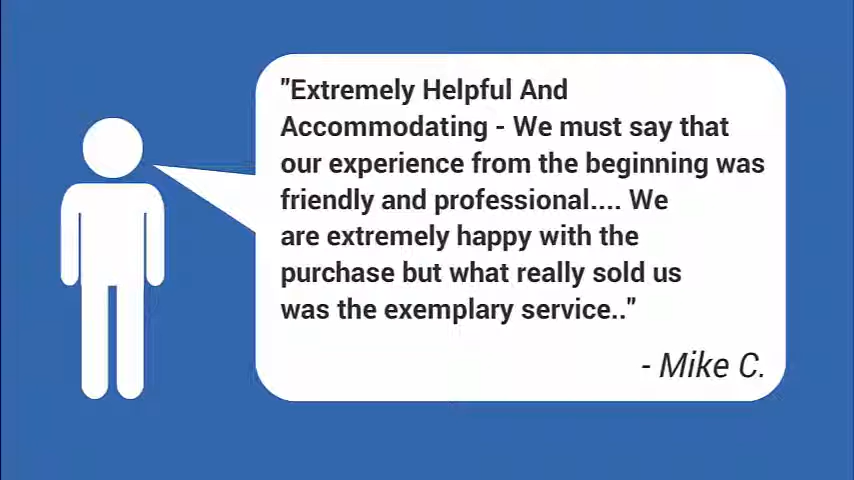 "Extremely Helpful And
Accommodating - We must say that
our experience from the beginning was
friendly and professional.... We
are extremely happy with the
purchase but what really sold us
was the exemplary service.."
- Mike C.